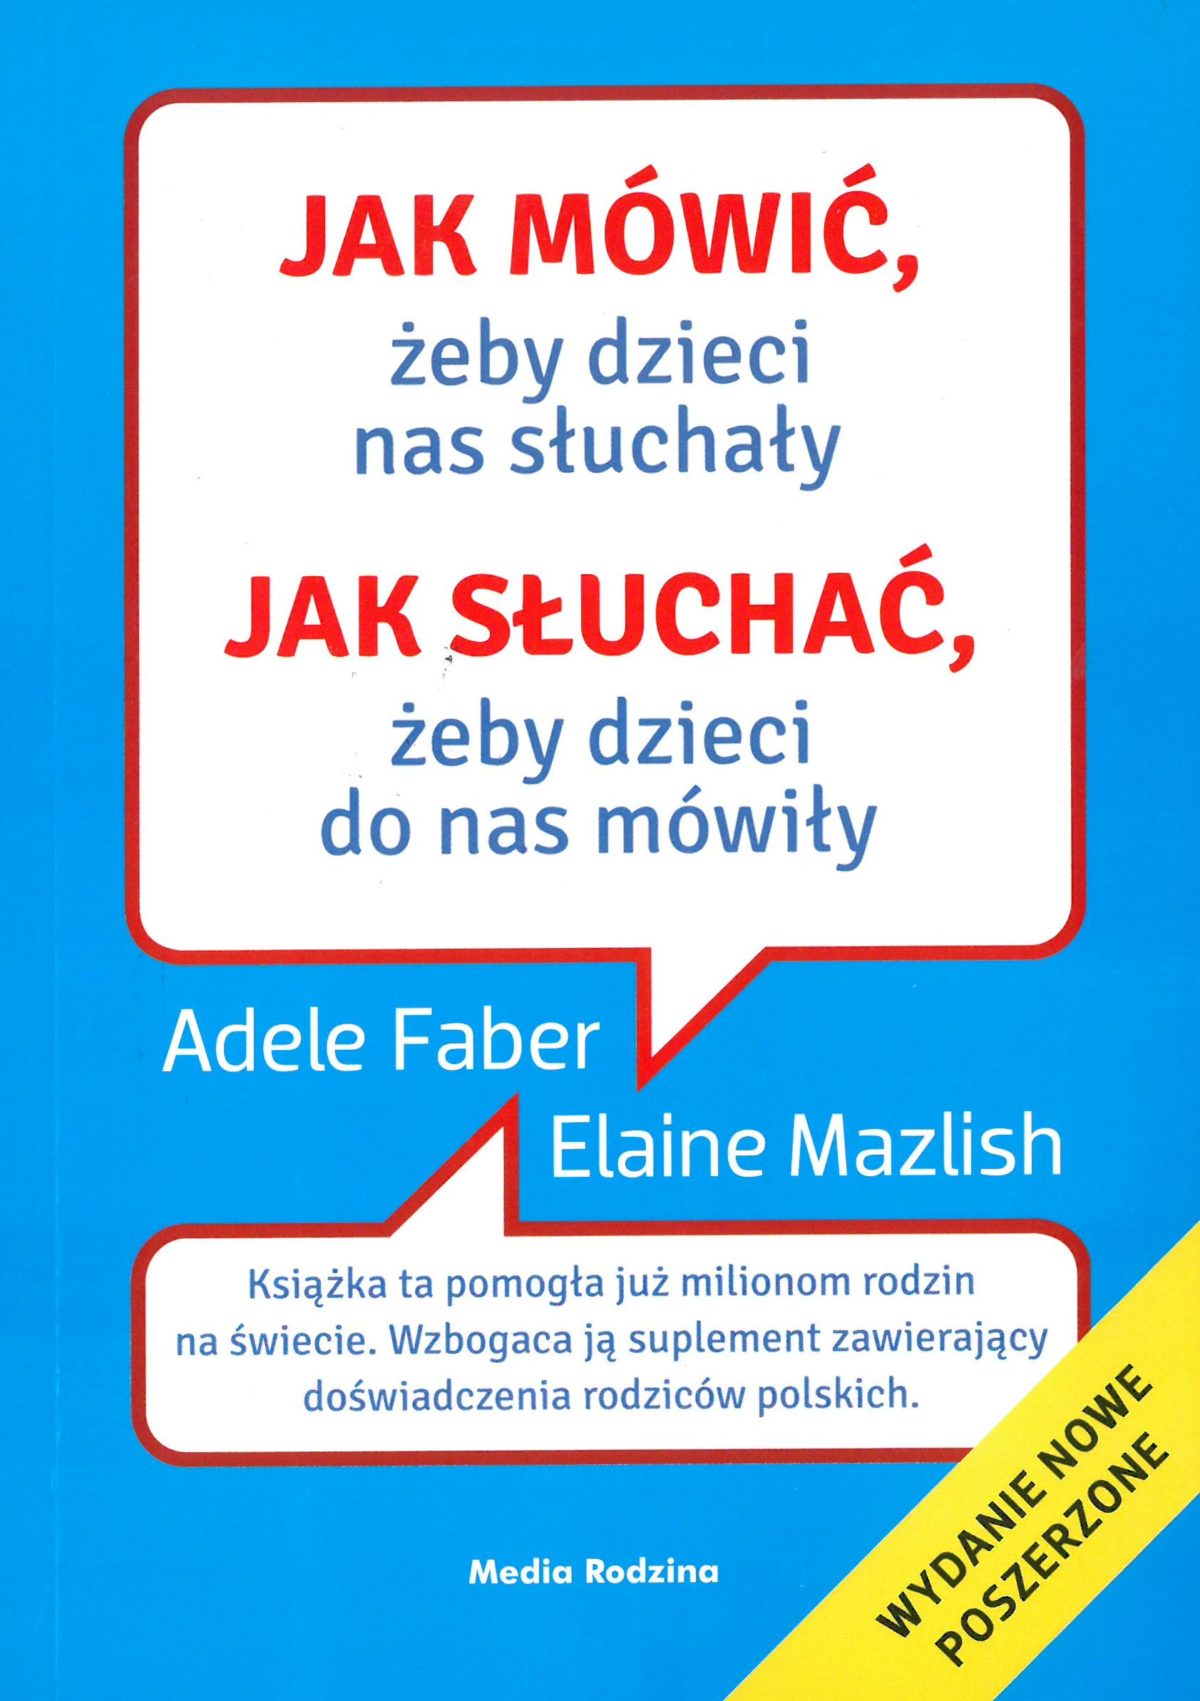 JAK MÓWIĆ,
żeby dzieci
nas słuchały
JAK SŁUCHAĆ,
żeby dzieci
do nas mówiły
Adele Faber
Elaine Mazlish
Książka ta pomogła już milionom rodzin
na świecie. Wzbogaca ją suplement zawierający
doświadczenia rodziców polskich.
WYDANIE NOWE
POSZERZONE
Media Rodzina